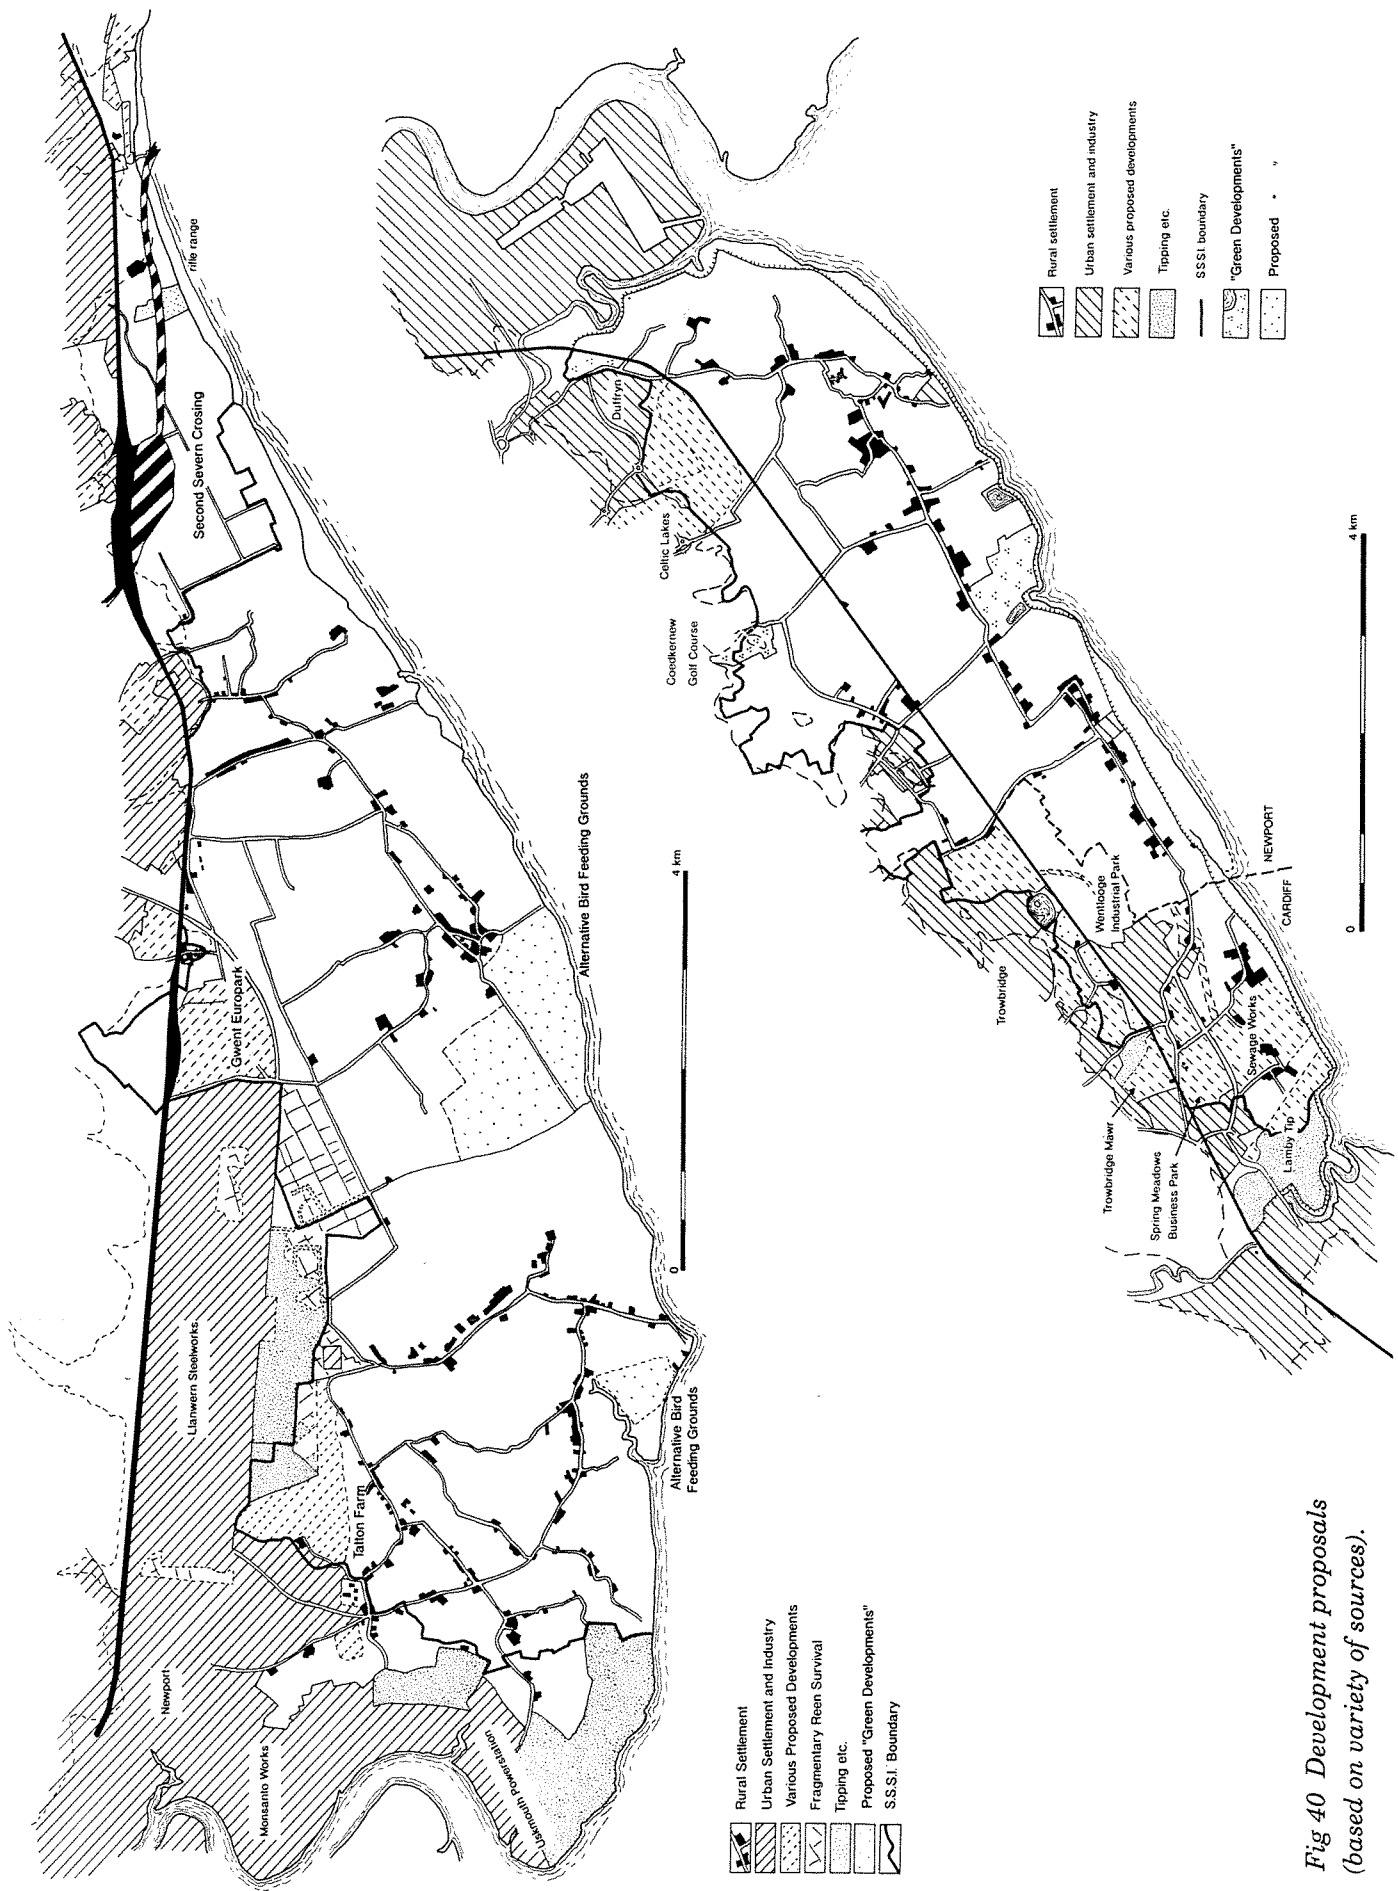 Newport
Monsanto Works
Uskmouth Powerstation
Llanwern Steelworks
Tatton Farm
Alternative Bird
Feeding Grounds
Gwent Europark
Alternative Bird Feeding Grounds
Second Severn Crossing
rifle range
0
4 km
Rural Settlement
Urban Settlement and Industry
Various Proposed Developments
Fragmentary Reen Survival
Tipping etc.
Proposed "Green Developments"
S.S.S.I. Boundary
Duffryn
Celtic Lakes
Coedkernew
Golf Course
Trowbridge
Wentlooge
Industrial Park
Trowbridge Mawr
Spring Meadows
Business Park
Sewage Works
Lamby Tip
NEWPORT
CARDIFF
0
4 km
Rural settlement
Urban settlement and industry
Various proposed developments
Tipping etc.
S.S.S.I. boundary
"Green Developments"
Proposed " "
Fig 40 Development proposals
(based on variety of sources).